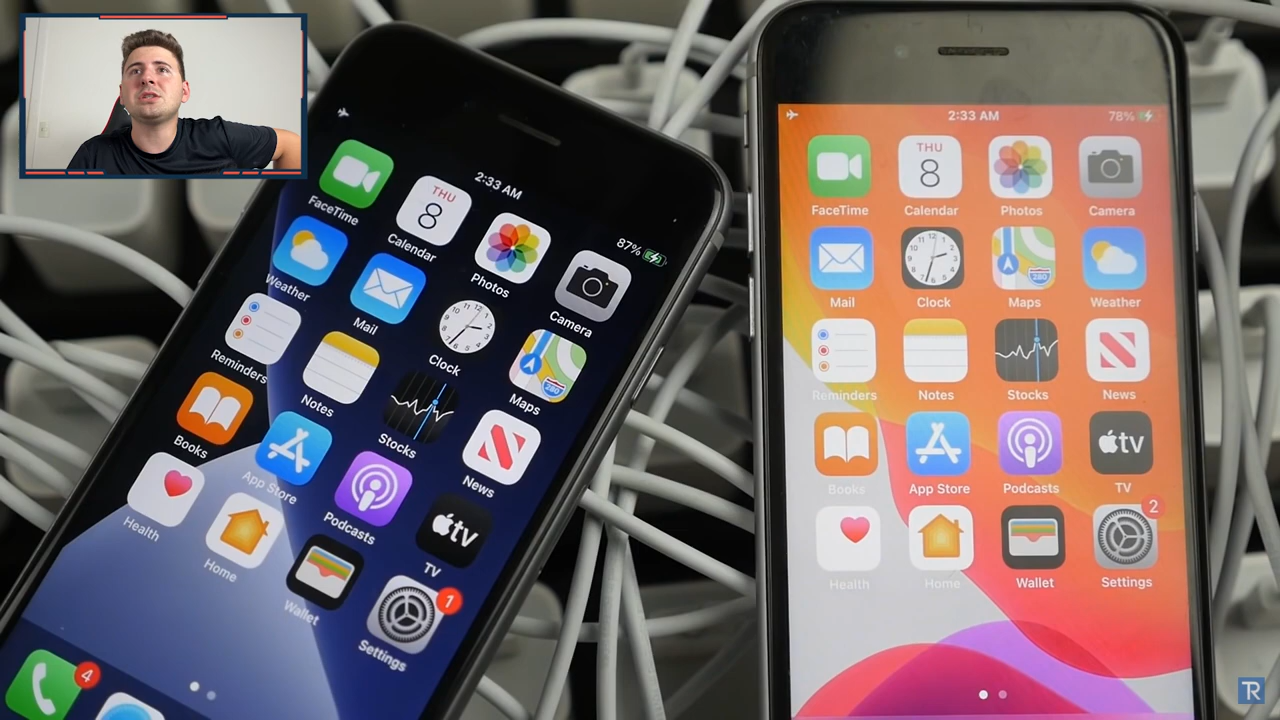 2:33 AM
87%
FaceTime
THU
8
Calendar
Photos
Camera
Weather
Mail
Clock
280
Maps
Reminders
Notes
Stocks
News
Books
App Store
Podcasts
tv
TV
Health
Home
Wallet
1
Settings
4
2:33 AM
78%
THU
8
FaceTime
Calendar
Photos
Camera
280
Mail
Clock
Maps
Weather
Reminders
Notes
Stocks
News
tv
Books
App Store
Podcasts
TV
2
Health
Home
Wallet
Settings
TR